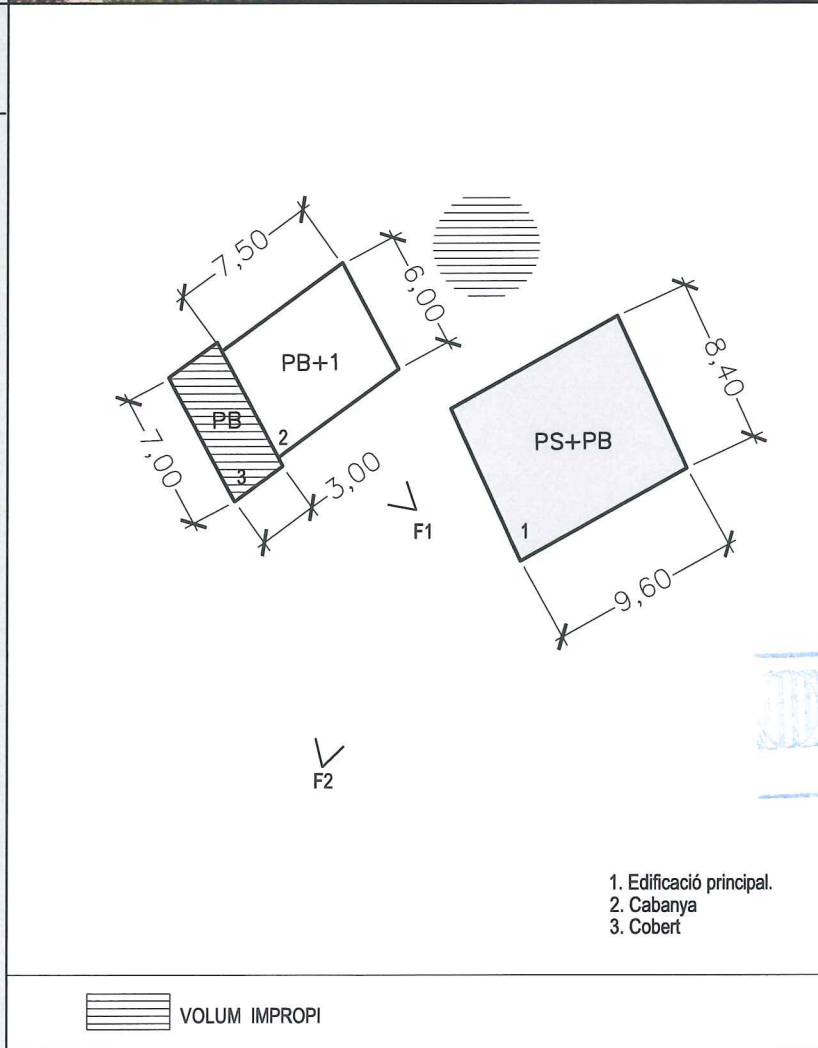 7,50
6,00
PB+1
8,40
PB
2
PS+PB
7,00
3
3,00
F1
1
9,60
F2
1. Edificació principal.
2. Cabanya
3. Cobert
VOLUM IMPROPI